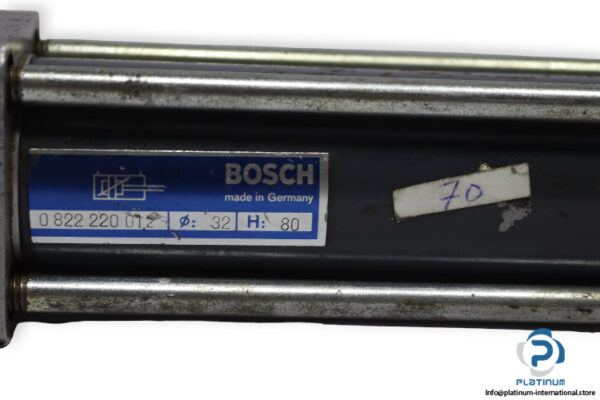 BOSCH
made in Germany
0 822 220 012 ø: 32 H: 80
70
PLATINUM
Info@platinum-international.store